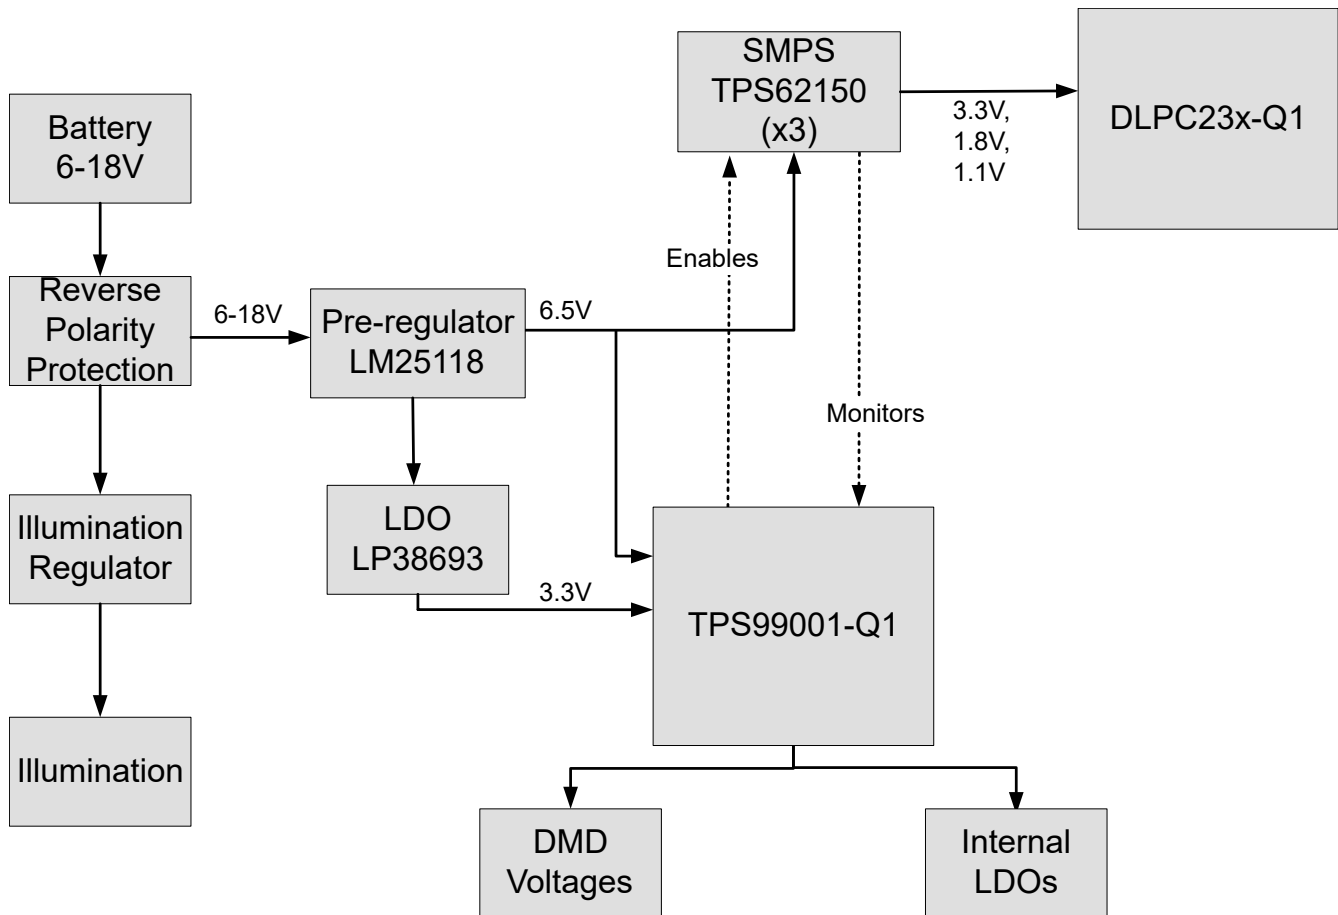 SMPS
TPS62150
(x3)
3.3V,
1.8V,
1.1V
DLPC23x-Q1
Battery
6-18V
Enables
Reverse
Polarity
Protection
6-18V
Pre-regulator
LM25118
6.5V
Monitors
Illumination
Regulator
LDO
LP38693
3.3V
TPS99001-Q1
Illumination
DMD
Voltages
Internal
LDOs